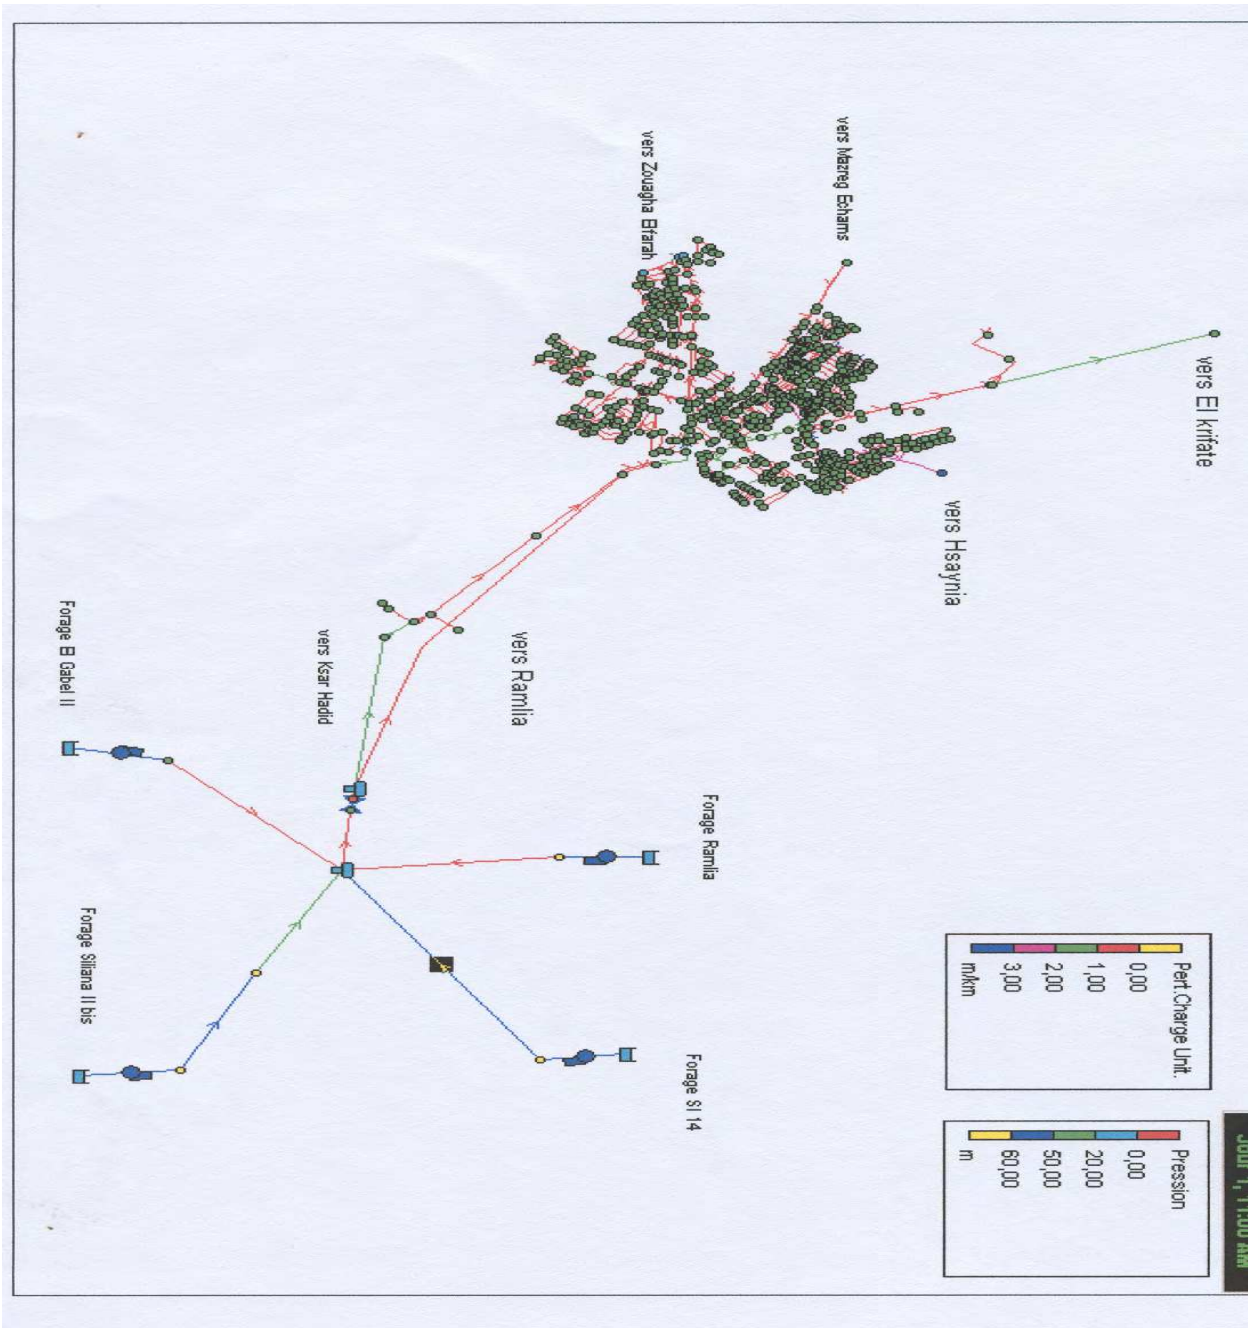 vers El krifate
vers Hsaynia
vers Mazreg Echams
vers Zouagha Elfarah
vers Ramlia
vers Ksar Hadid
Forage El Gabel II
Forage Ramlia
Forage Siliana II bis
Forage SI 14
Pert.Charge Unit.
0,00
1,00
2,00
3,00
m/km
Pression
0,00
20,00
50,00
60,00
m